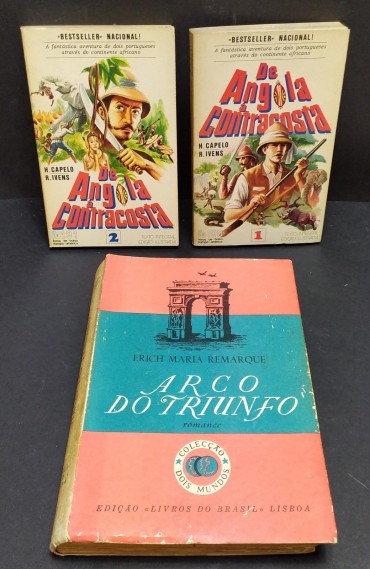 «BESTSELLER» NACIONAL!
A fantástica aventura de dois portugueses
através do continente africano
H. CAPELO
R. IVENS
De
Angola
à
Contracosta
2
«BESTSELLER» NACIONAL!
A fantástica aventura de dois portugueses
através do continente africano
De
Angola
à
Contracosta
H. CAPELO
R. IVENS
1
ERICH MARIA REMARQUE
ARCO
DO TRIUNFO
romance
COLECÇÃO
DOIS MUNDOS
EDIÇÃO «LIVROS DO BRASIL» LISBOA